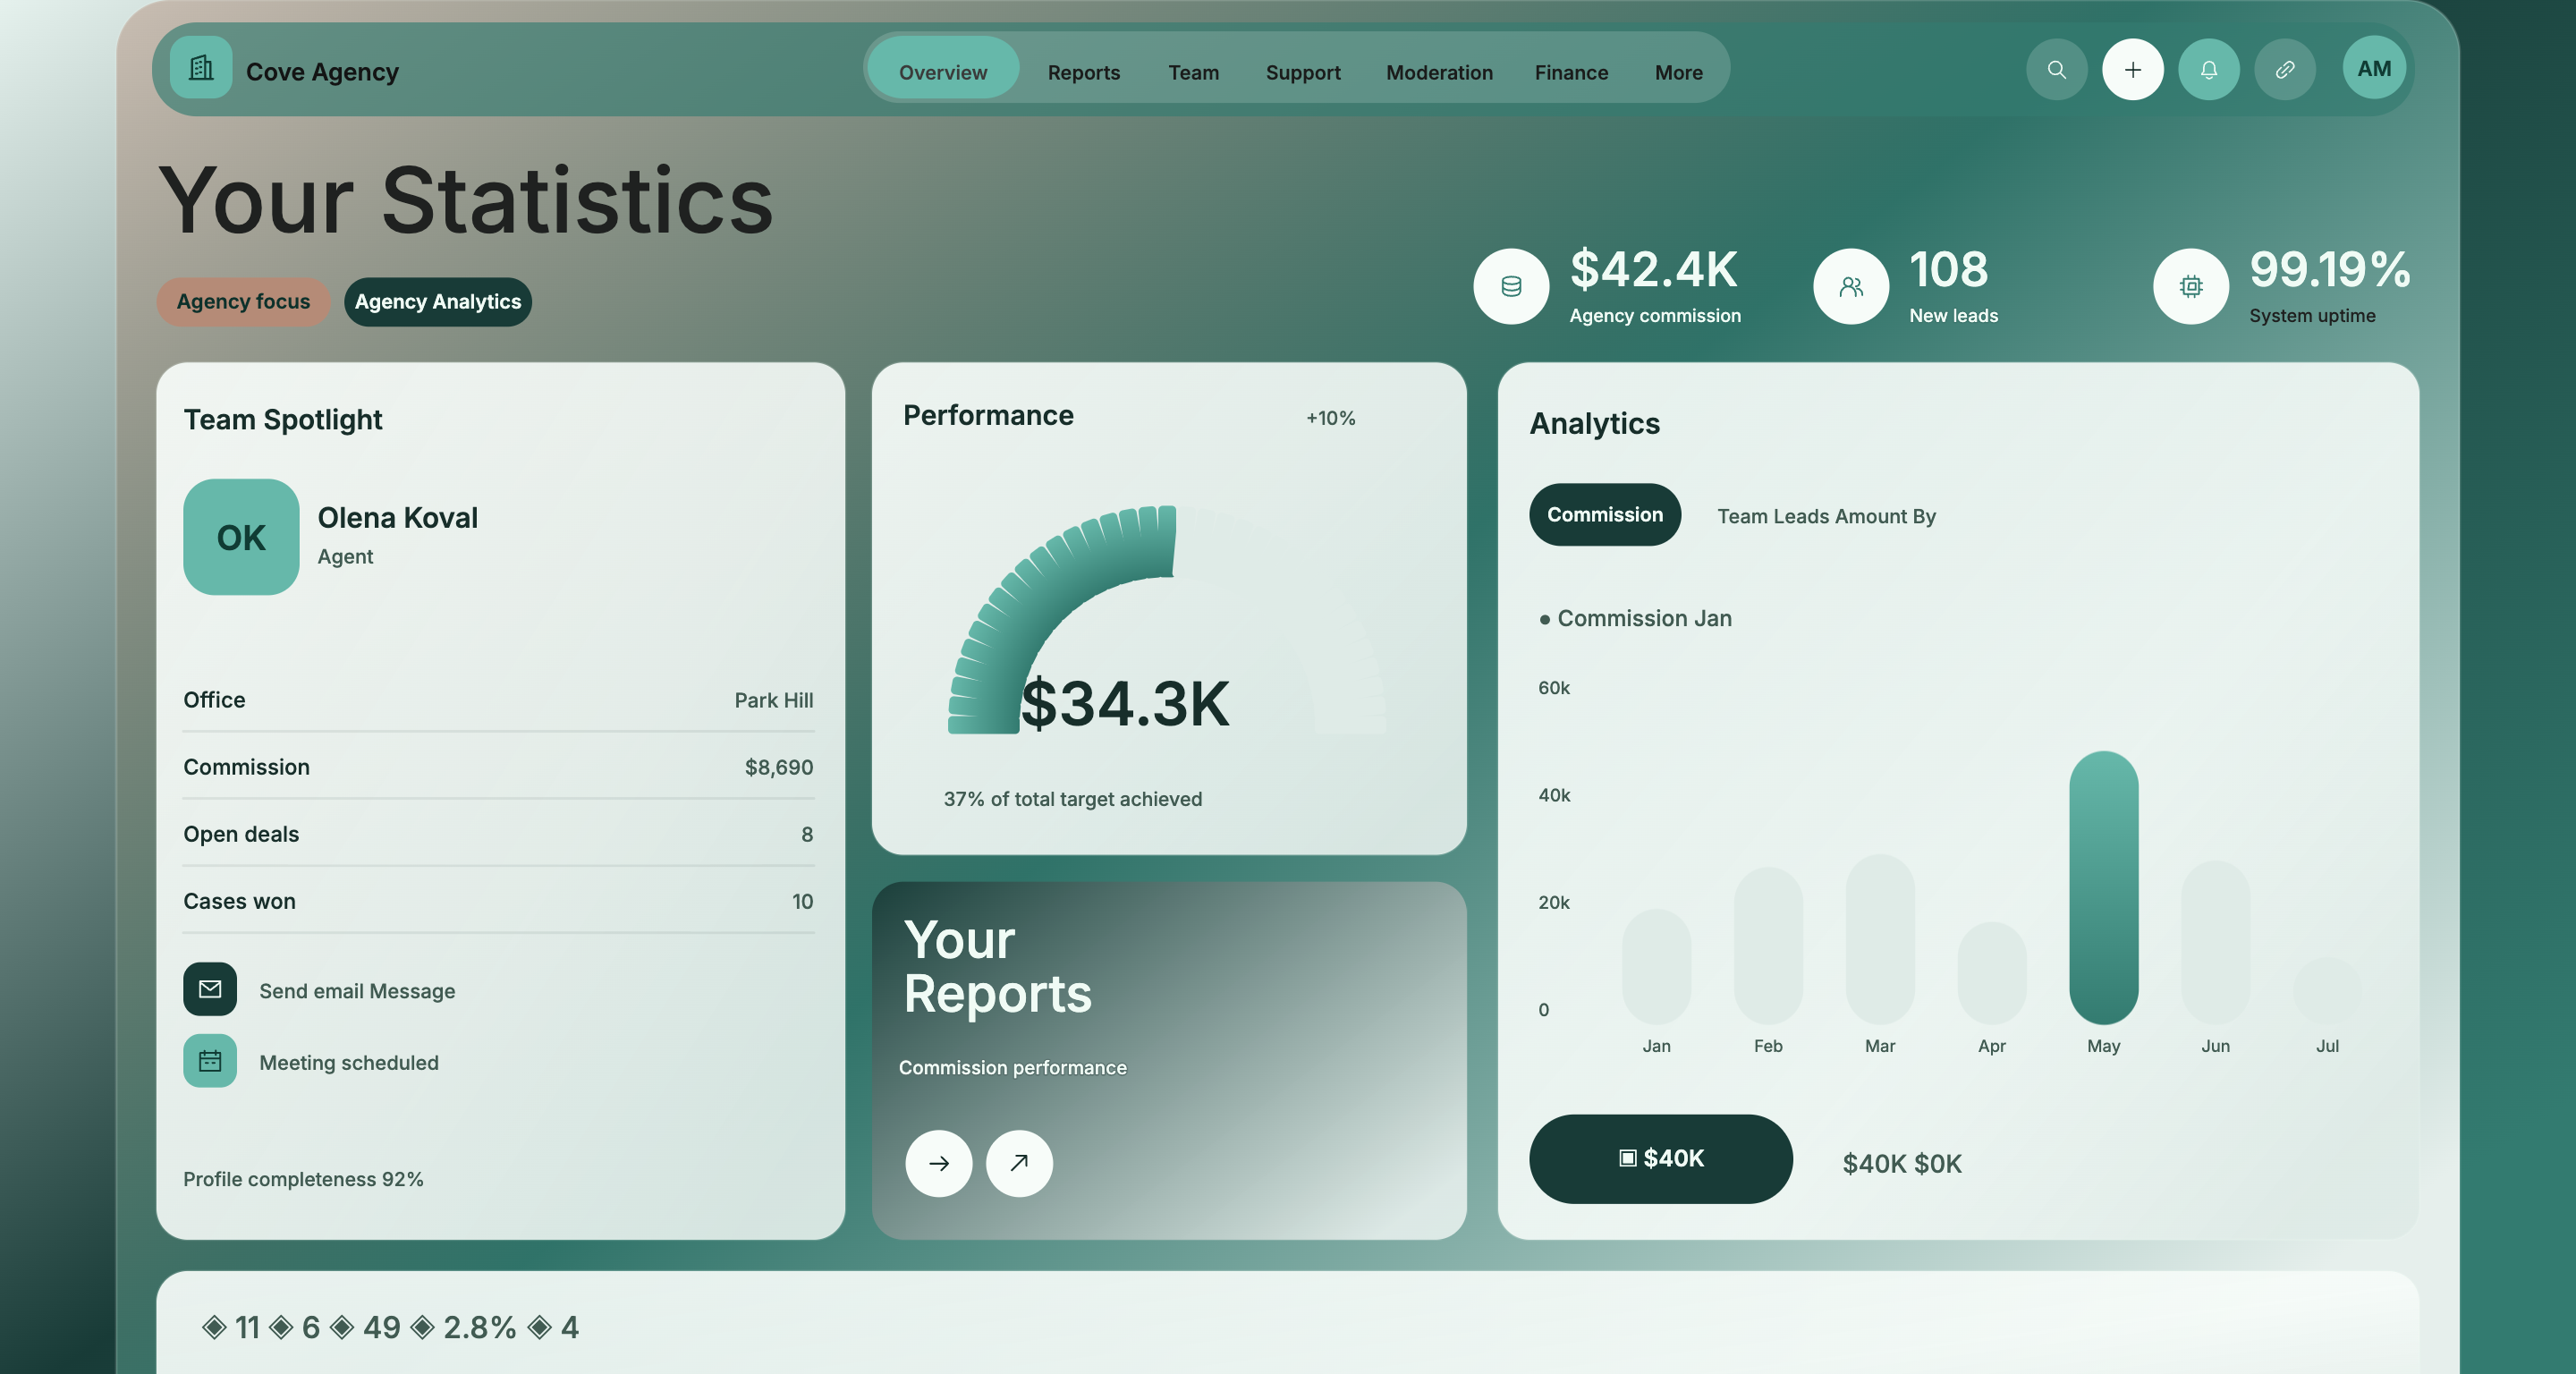 Cove Agency
Overview Reports Team Support Moderation Finance More
AM
Your Statistics
Agency focus Agency Analytics
$42.4K
Agency commission
108
New leads
99.19%
System uptime
Team Spotlight
OK
Olena Koval
Agent
Office Park Hill
Commission $8,690
Open deals 8
Cases won 10
Send email Message
Meeting scheduled
Profile completeness 92%
Performance +10%
$34.3K
37% of total target achieved
Your
Reports
Commission performance
Analytics
Commission Team Leads Amount By
● Commission Jan
60k
40k
20k
0
Jan Feb Mar Apr May Jun Jul
▣ $40K $40K $0K
◈ 11 ◈ 6 ◈ 49 ◈ 2.8% ◈ 4